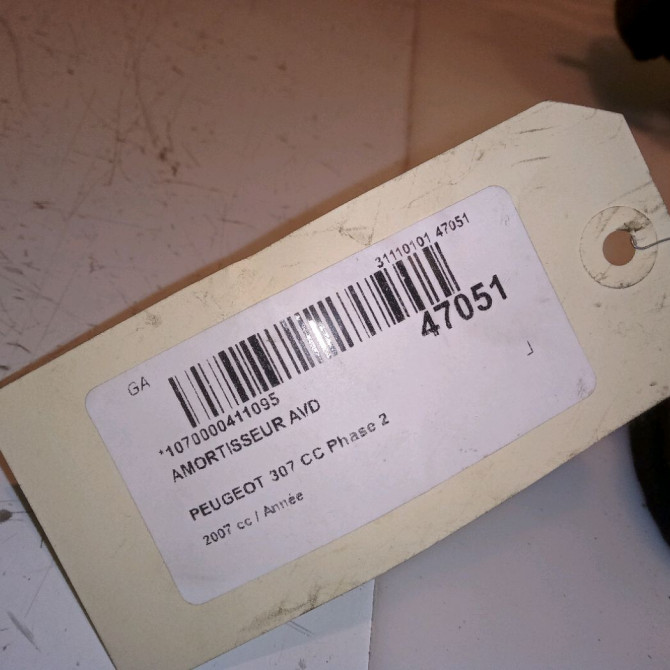 31110101 47051
GA
47051
*1070000411095
AMORTISSEUR AVD
PEUGEOT 307 CC Phase 2
2007 cc / Année